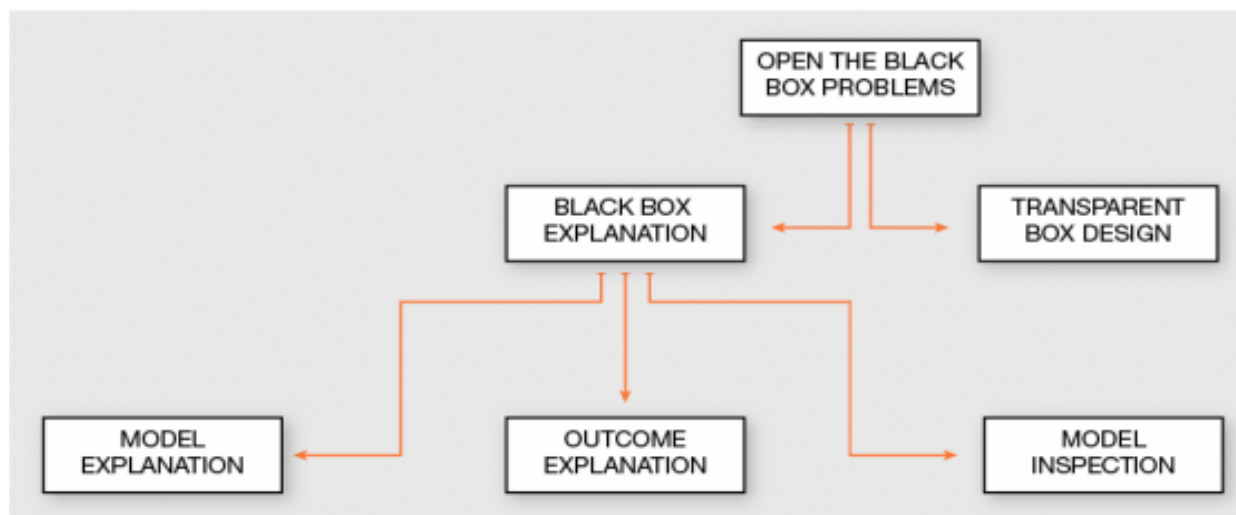 OPEN THE BLACK
BOX PROBLEMS
BLACK BOX
EXPLANATION
TRANSPARENT
BOX DESIGN
MODEL
EXPLANATION
OUTCOME
EXPLANATION
MODEL
INSPECTION